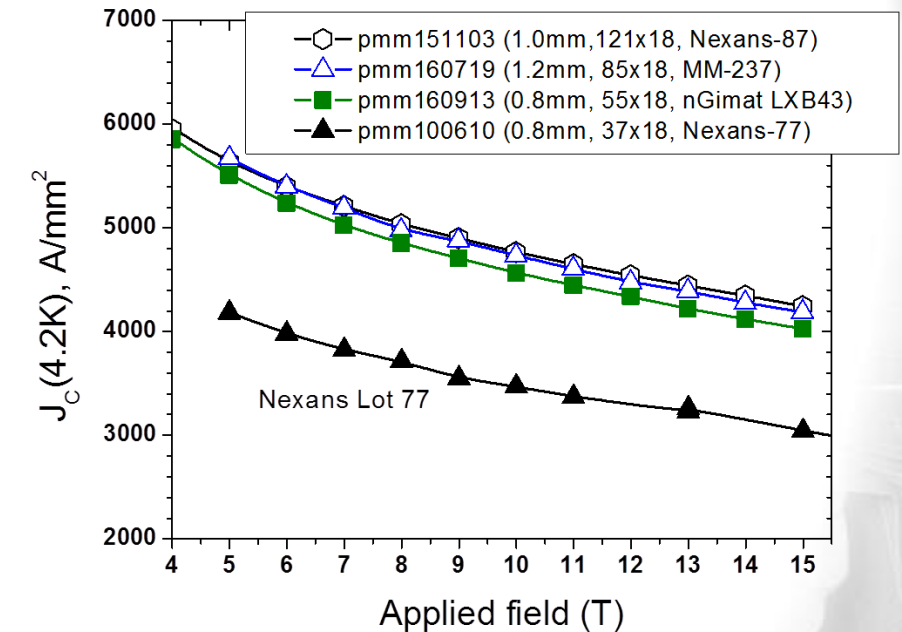 7000
6000
5000
4000
3000
2000
J_C(4.2K), A/mm²
pmm151103 (1.0mm,121x18, Nexans-87)
pmm160719 (1.2mm, 85x18, MM-237)
pmm160913 (0.8mm, 55x18, nGimat LXB43)
pmm100610 (0.8mm, 37x18, Nexans-77)
Nexans Lot 77
4 5 6 7 8 9 10 11 12 13 14 15
Applied field (T)